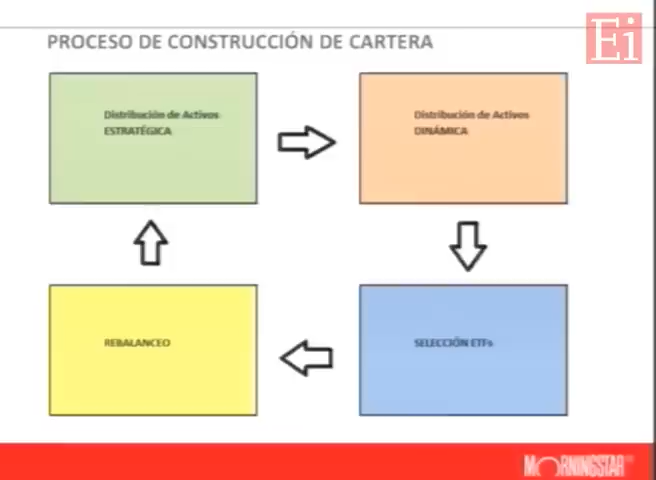 Ei
PROCESO DE CONSTRUCCIÓN DE CARTERA
Distribución de Activos
ESTRATÉGICA
Distribución de Activos
DINÁMICA
REBALANCEO
SELECCIÓN ETFs
MORNINGSTAR